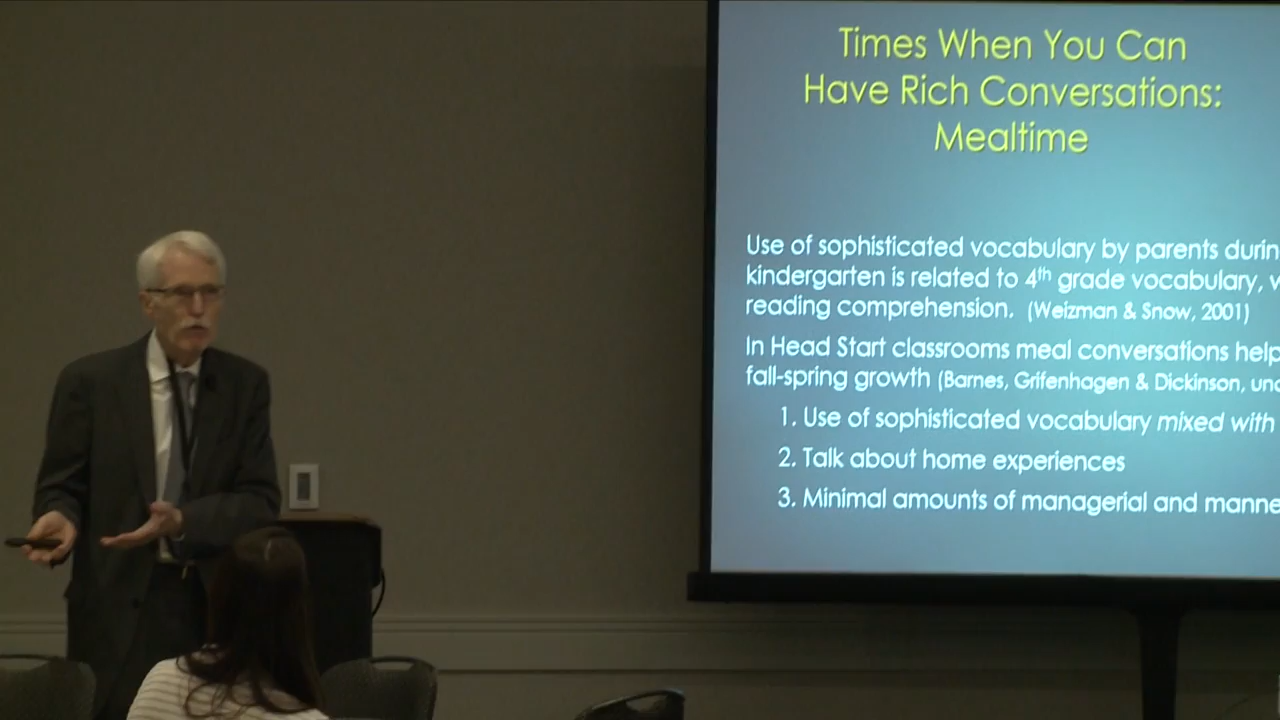 Times When You Can
Have Rich Conversations:
Mealtime
Use of sophisticated vocabulary by parents
kindergarten is related to 4th grade vocabulary,
reading comprehension. (Weizman & Snow, 2001)
In Head Start classrooms meal conversations help
fall-spring growth (Barnes, Grifenhagen & Dickinson,
1. Use of sophisticated vocabulary mixed with
2. Talk about home experiences
3. Minimal amounts of managerial and